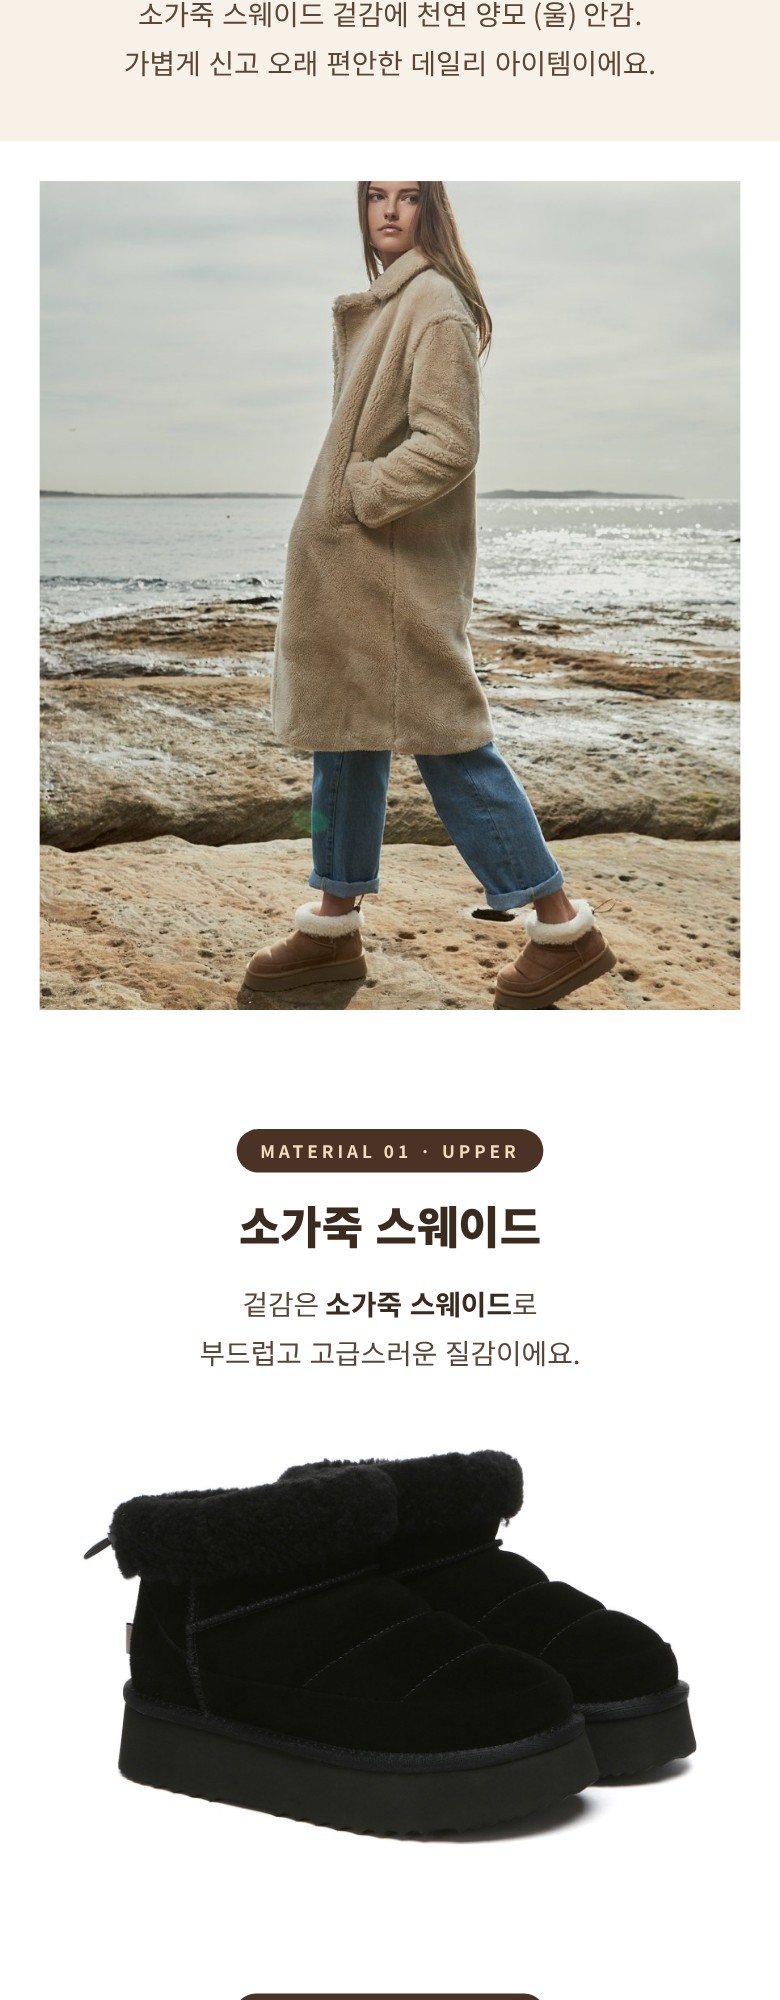 소가죽 스웨이드 겉감에 천연 양모 (울) 안감.
가볍게 신고 오래 편안한 데일리 아이템이에요.
MATERIAL 01 · UPPER
소가죽 스웨이드
겉감은 소가죽 스웨이드로
부드럽고 고급스러운 질감이에요.